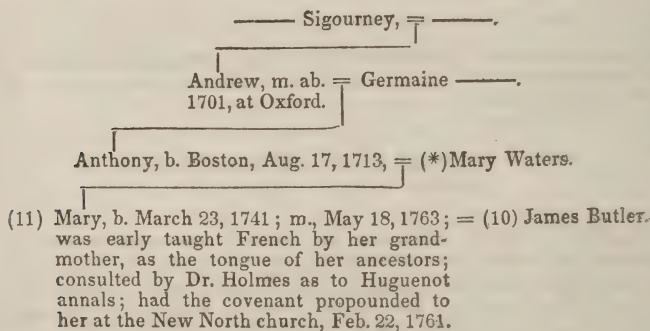 ——— Sigourney, = ———.
Andrew, m. ab. = Germaine ———.
1701, at Oxford.
Anthony, b. Boston, Aug. 17, 1713, = (*) Mary Waters.
(11) Mary, b. March 23, 1741 ; m., May 18, 1763 ; = (10) James Butler.
was early taught French by her grand-
mother, as the tongue of her ancestors;
consulted by Dr. Holmes as to Huguenot
annals; had the covenant propounded to
her at the New North church, Feb. 22, 1761.